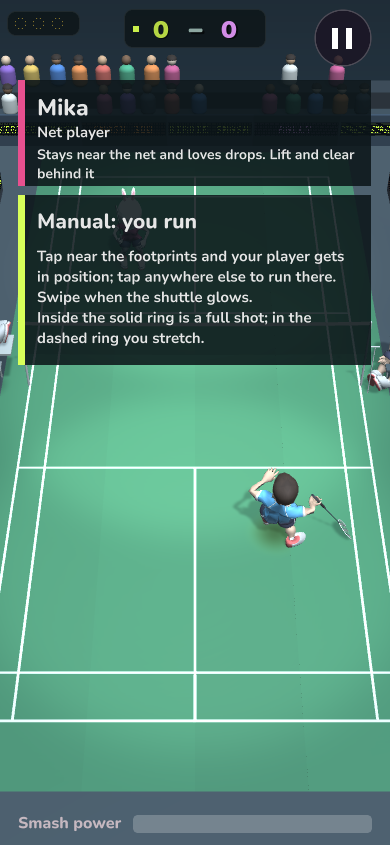 0 – 0
Mika
Net player
Stays near the net and loves drops. Lift and clear
behind it
Manual: you run
Tap near the footprints and your player gets
in position; tap anywhere else to run there.
Swipe when the shuttle glows.
Inside the solid ring is a full shot; in the
dashed ring you stretch.
Smash power